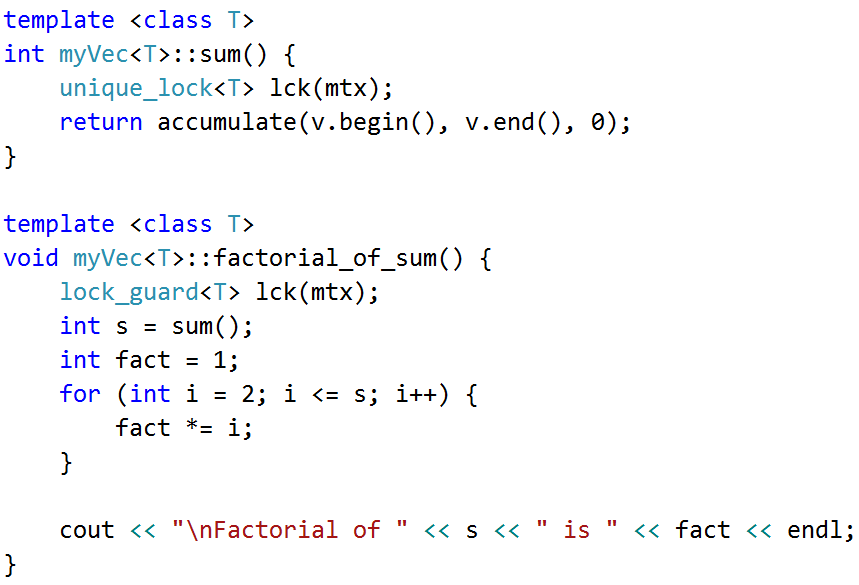 template <class T>
int myVec<T>::sum() {
    unique_lock<T> lck(mtx);
    return accumulate(v.begin(), v.end(), 0);
}

template <class T>
void myVec<T>::factorial_of_sum() {
    lock_guard<T> lck(mtx);
    int s = sum();
    int fact = 1;
    for (int i = 2; i <= s; i++) {
        fact *= i;
    }

    cout << "\nFactorial of " << s << " is " << fact << endl;
}